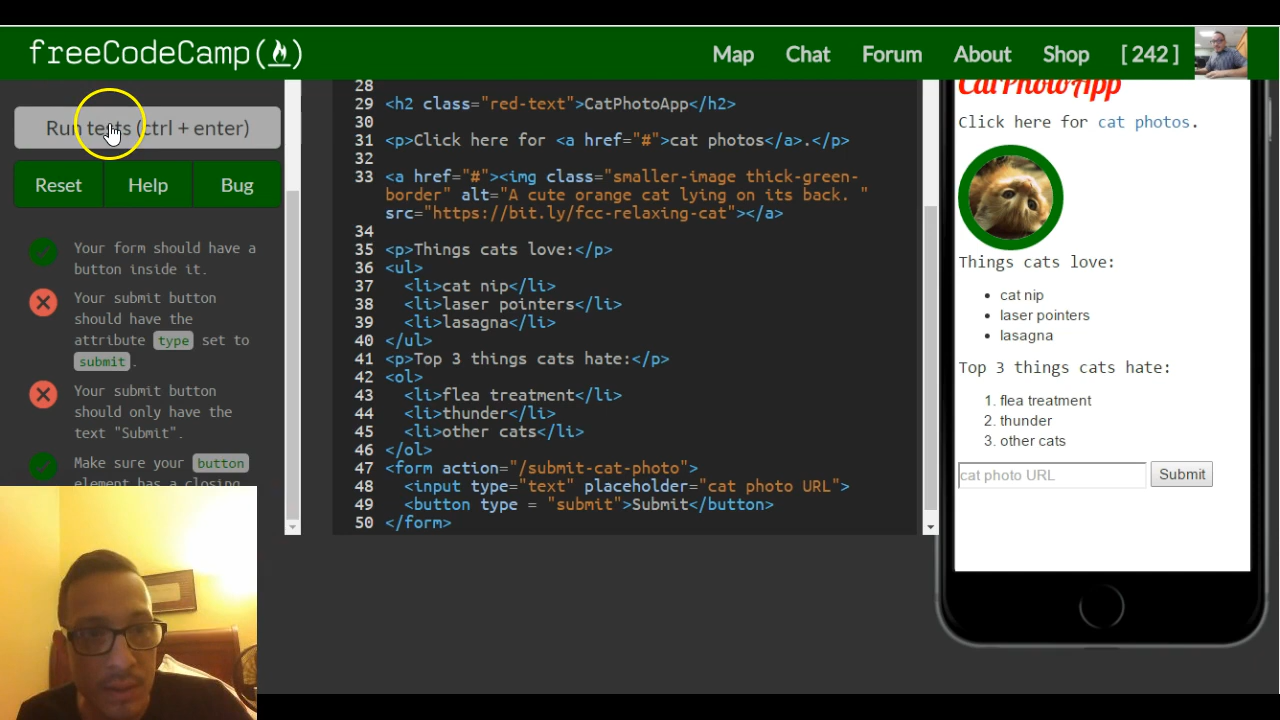 freeCodeCamp(🔥)
Map Chat Forum About Shop [ 242 ]
Run tests (ctrl + enter)
Reset Help Bug
Your form should have a
button inside it.
Your submit button
should have the
attribute type set to
submit.
Your submit button
should only have the
text "Submit".
Make sure your button
element has a closing
28
29 <h2 class="red-text">CatPhotoApp</h2>
31 <p>Click here for <a href="#">cat photos</a>.</p>
32
33 <a href="#"><img class="smaller-image thick-green-
border" alt="A cute orange cat lying on its back. "
src="https://bit.ly/fcc-relaxing-cat"></a>
34
35 <p>Things cats love:</p>
36 <ul>
37 <li>cat nip</li>
38 <li>laser pointers</li>
39 <li>lasagna</li>
40 </ul>
41 <p>Top 3 things cats hate:</p>
42 <ol>
43 <li>flea treatment</li>
44 <li>thunder</li>
45 <li>other cats</li>
46 </ol>
47 <form action="/submit-cat-photo">
48 <input type="text" placeholder="cat photo URL">
49 <button type = "submit">Submit</button>
50 </form>
CatPhotoApp
Click here for cat photos.
Things cats love:
• cat nip
• laser pointers
• lasagna
Top 3 things cats hate:
1. flea treatment
2. thunder
3. other cats
cat photo URL Submit